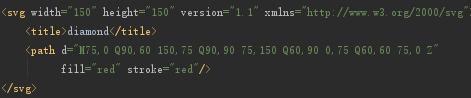 <svg width="150" height="150" version="1.1" xmlns="http://www.w3.org/2000/svg">
<title>diamond</title>
<path d="M75,0 Q90,60 150,75 Q90,90 75,150 Q60,90 0,75 Q60,60 75,0 Z"
fill="red" stroke="red"/>
</svg>